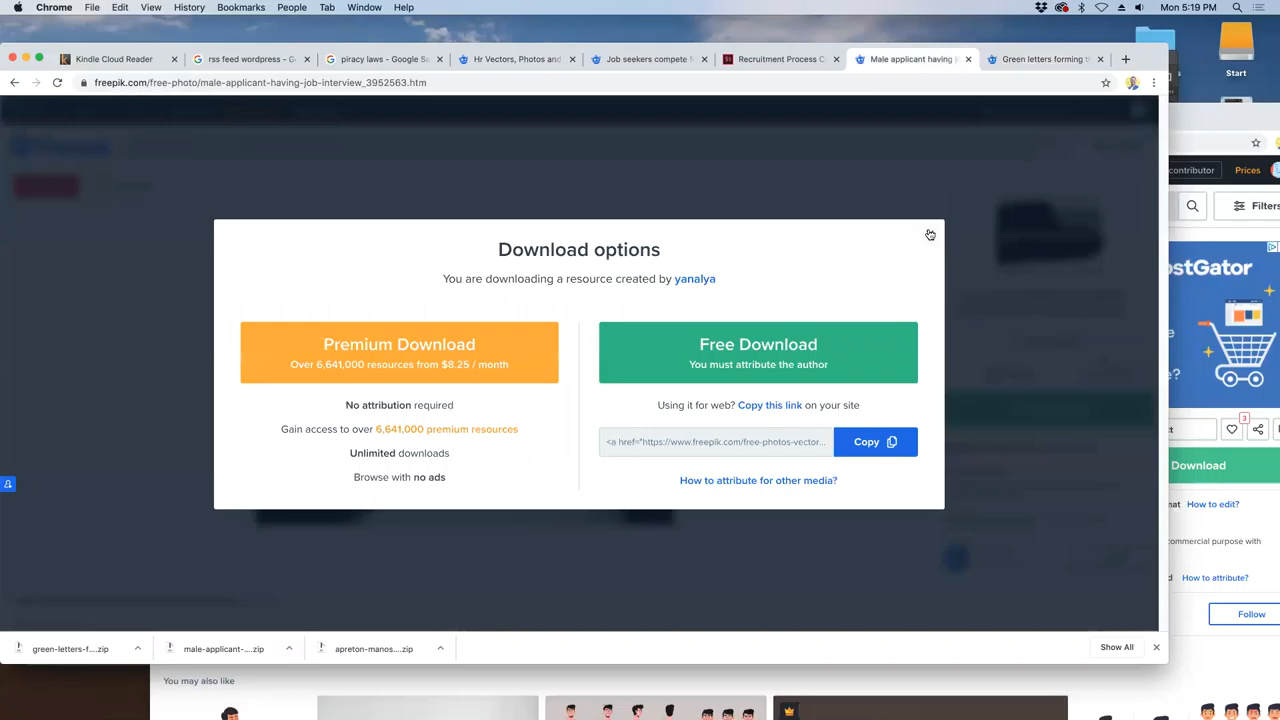 Chrome File Edit View History Bookmarks People Tab Window Help Mon 5:19 PM
Kindle Cloud Reader rss feed wordpress - G piracy laws - Google Se Hr Vectors, Photos and Job seekers compete Recruitment Process C Male applicant having j Green letters forming t
Start
freepik.com/free-photo/male-applicant-having-job-interview_3952563.htm
contributor Prices
Filters
Download options
You are downloading a resource created by yanalya
ostGator
Premium Download
Over 6,641,000 resources from $8.25 / month
Free Download
You must attribute the author
e?
No attribution required
Using it for web? Copy this link on your site
Gain access to over 6,641,000 premium resources
3
<a href="https://www.freepik.com/free-photos-vector... Copy
Unlimited downloads
Browse with no ads
How to attribute for other media?
Download
How to edit?
commercial purpose with
How to attribute?
Follow
green-letters-f....zip male-applicant-....zip apreton-manos....zip Show All
You may also like